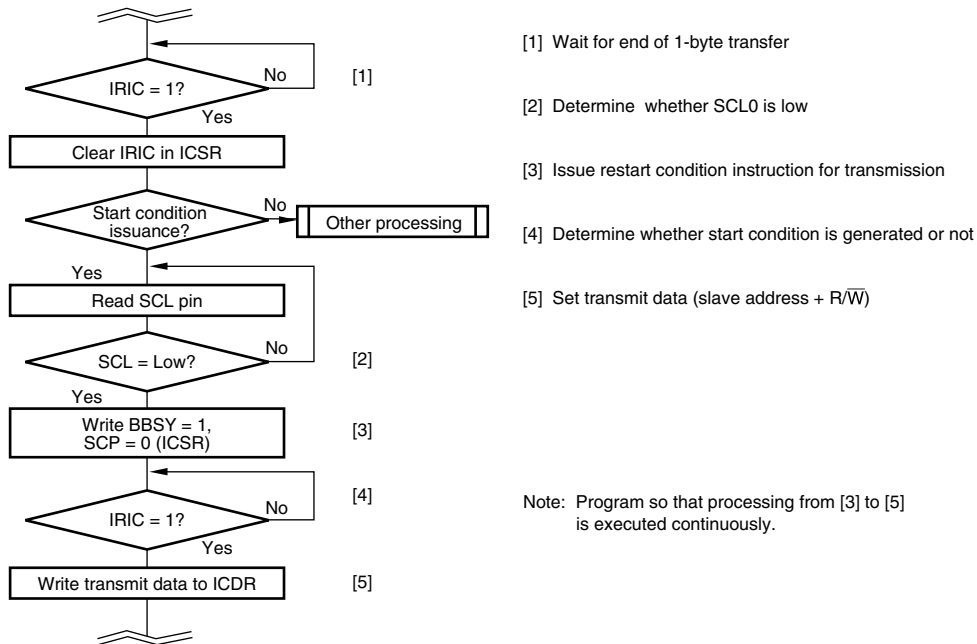 [1] Wait for end of 1-byte transfer
IRIC = 1?
No
[1]
Yes
[2] Determine whether SCL0 is low
Clear IRIC in ICSR
[3] Issue restart condition instruction for transmission
Start condition
issuance?
No
Other processing
[4] Determine whether start condition is generated or not
Yes
Read SCL pin
[5] Set transmit data (slave address + R/W̅)
SCL = Low?
No
[2]
Yes
Write BBSY = 1,
SCP = 0 (ICSR)
[3]
[4]
IRIC = 1?
No
Note: Program so that processing from [3] to [5]
is executed continuously.
Yes
Write transmit data to ICDR
[5]